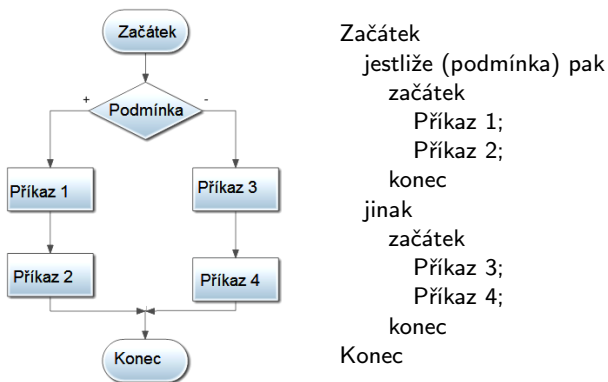 Začátek
+
Podmínka
-
Příkaz 1
Příkaz 3
Příkaz 2
Příkaz 4
Konec
Začátek
jestliže (podmínka) pak
začátek
Příkaz 1;
Příkaz 2;
konec
jinak
začátek
Příkaz 3;
Příkaz 4;
konec
Konec